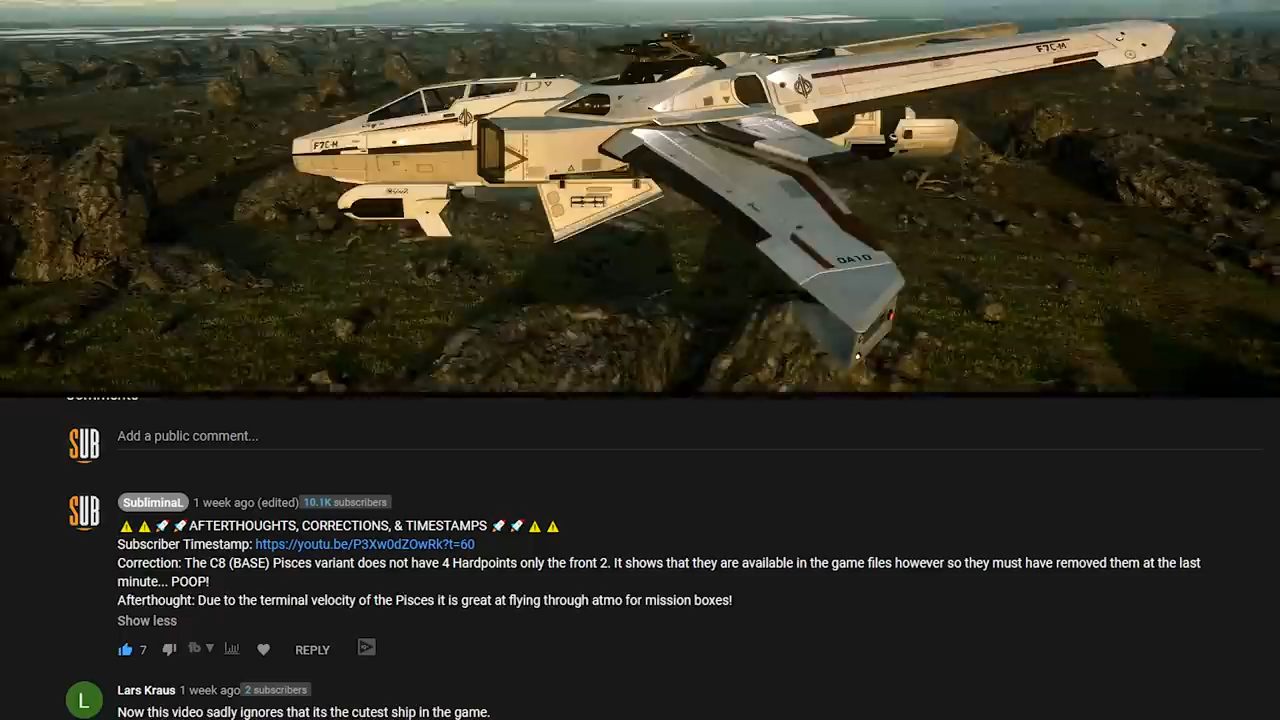 F7C-M
F7C-M
0A10
Comments
SUB
Add a public comment...
SUB
SubliminaL 1 week ago (edited) 10.1K subscribers
⚠️⚠️🚀🚀AFTERTHOUGHTS, CORRECTIONS, & TIMESTAMPS 🚀🚀⚠️⚠️
Subscriber Timestamp: https://youtu.be/P3Xw0dZOwRk?t=60
Correction: The C8 (BASE) Pisces variant does not have 4 Hardpoints only the front 2. It shows that they are available in the game files however so they must have removed them at the last
minute... POOP!
Afterthought: Due to the terminal velocity of the Pisces it is great at flying through atmo for mission boxes!
Show less
7 fb REPLY
L
Lars Kraus 1 week ago 2 subscribers
Now this video sadly ignores that its the cutest ship in the game.